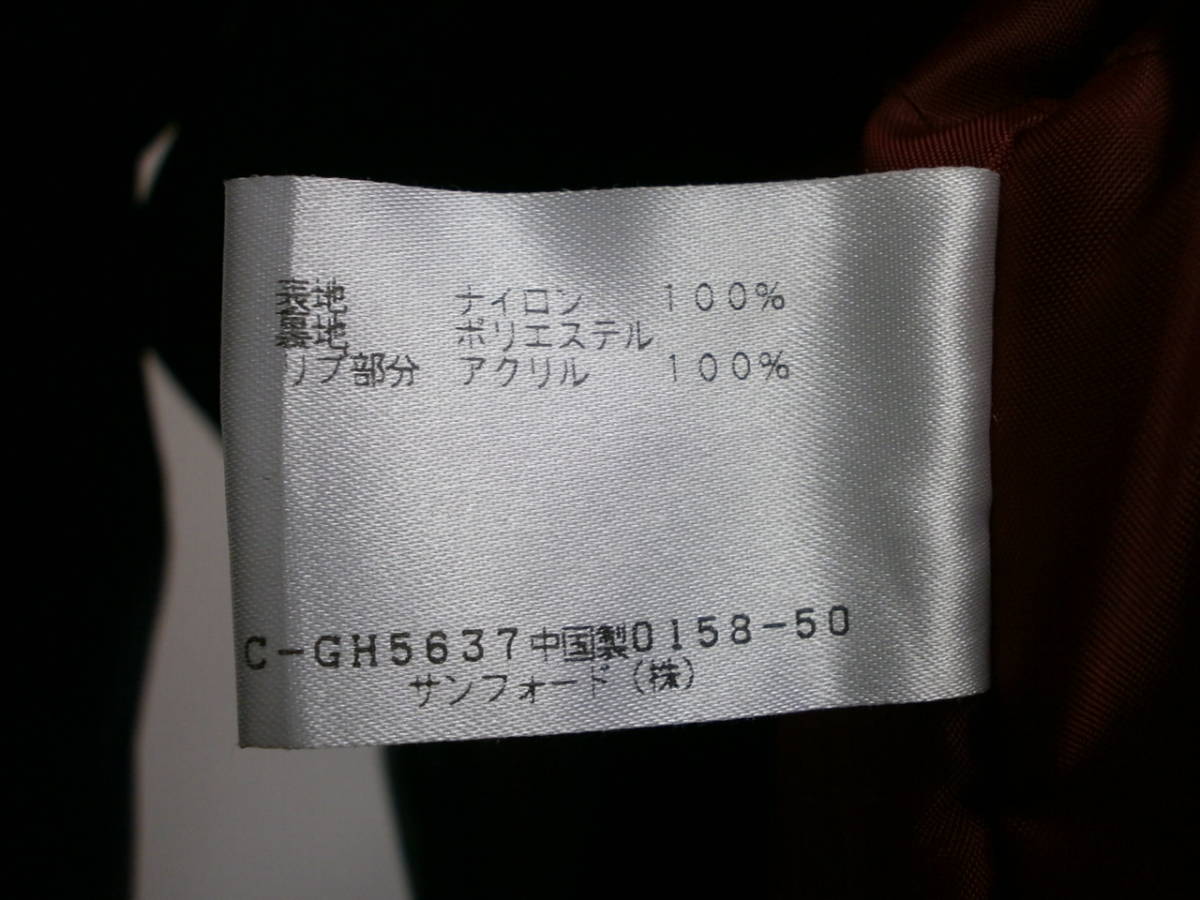 表地 ナイロン 100%
裏地 ポリエステル
リブ部分 アクリル 100%
C-GH5637中国製0158-50
サンフォード(株)